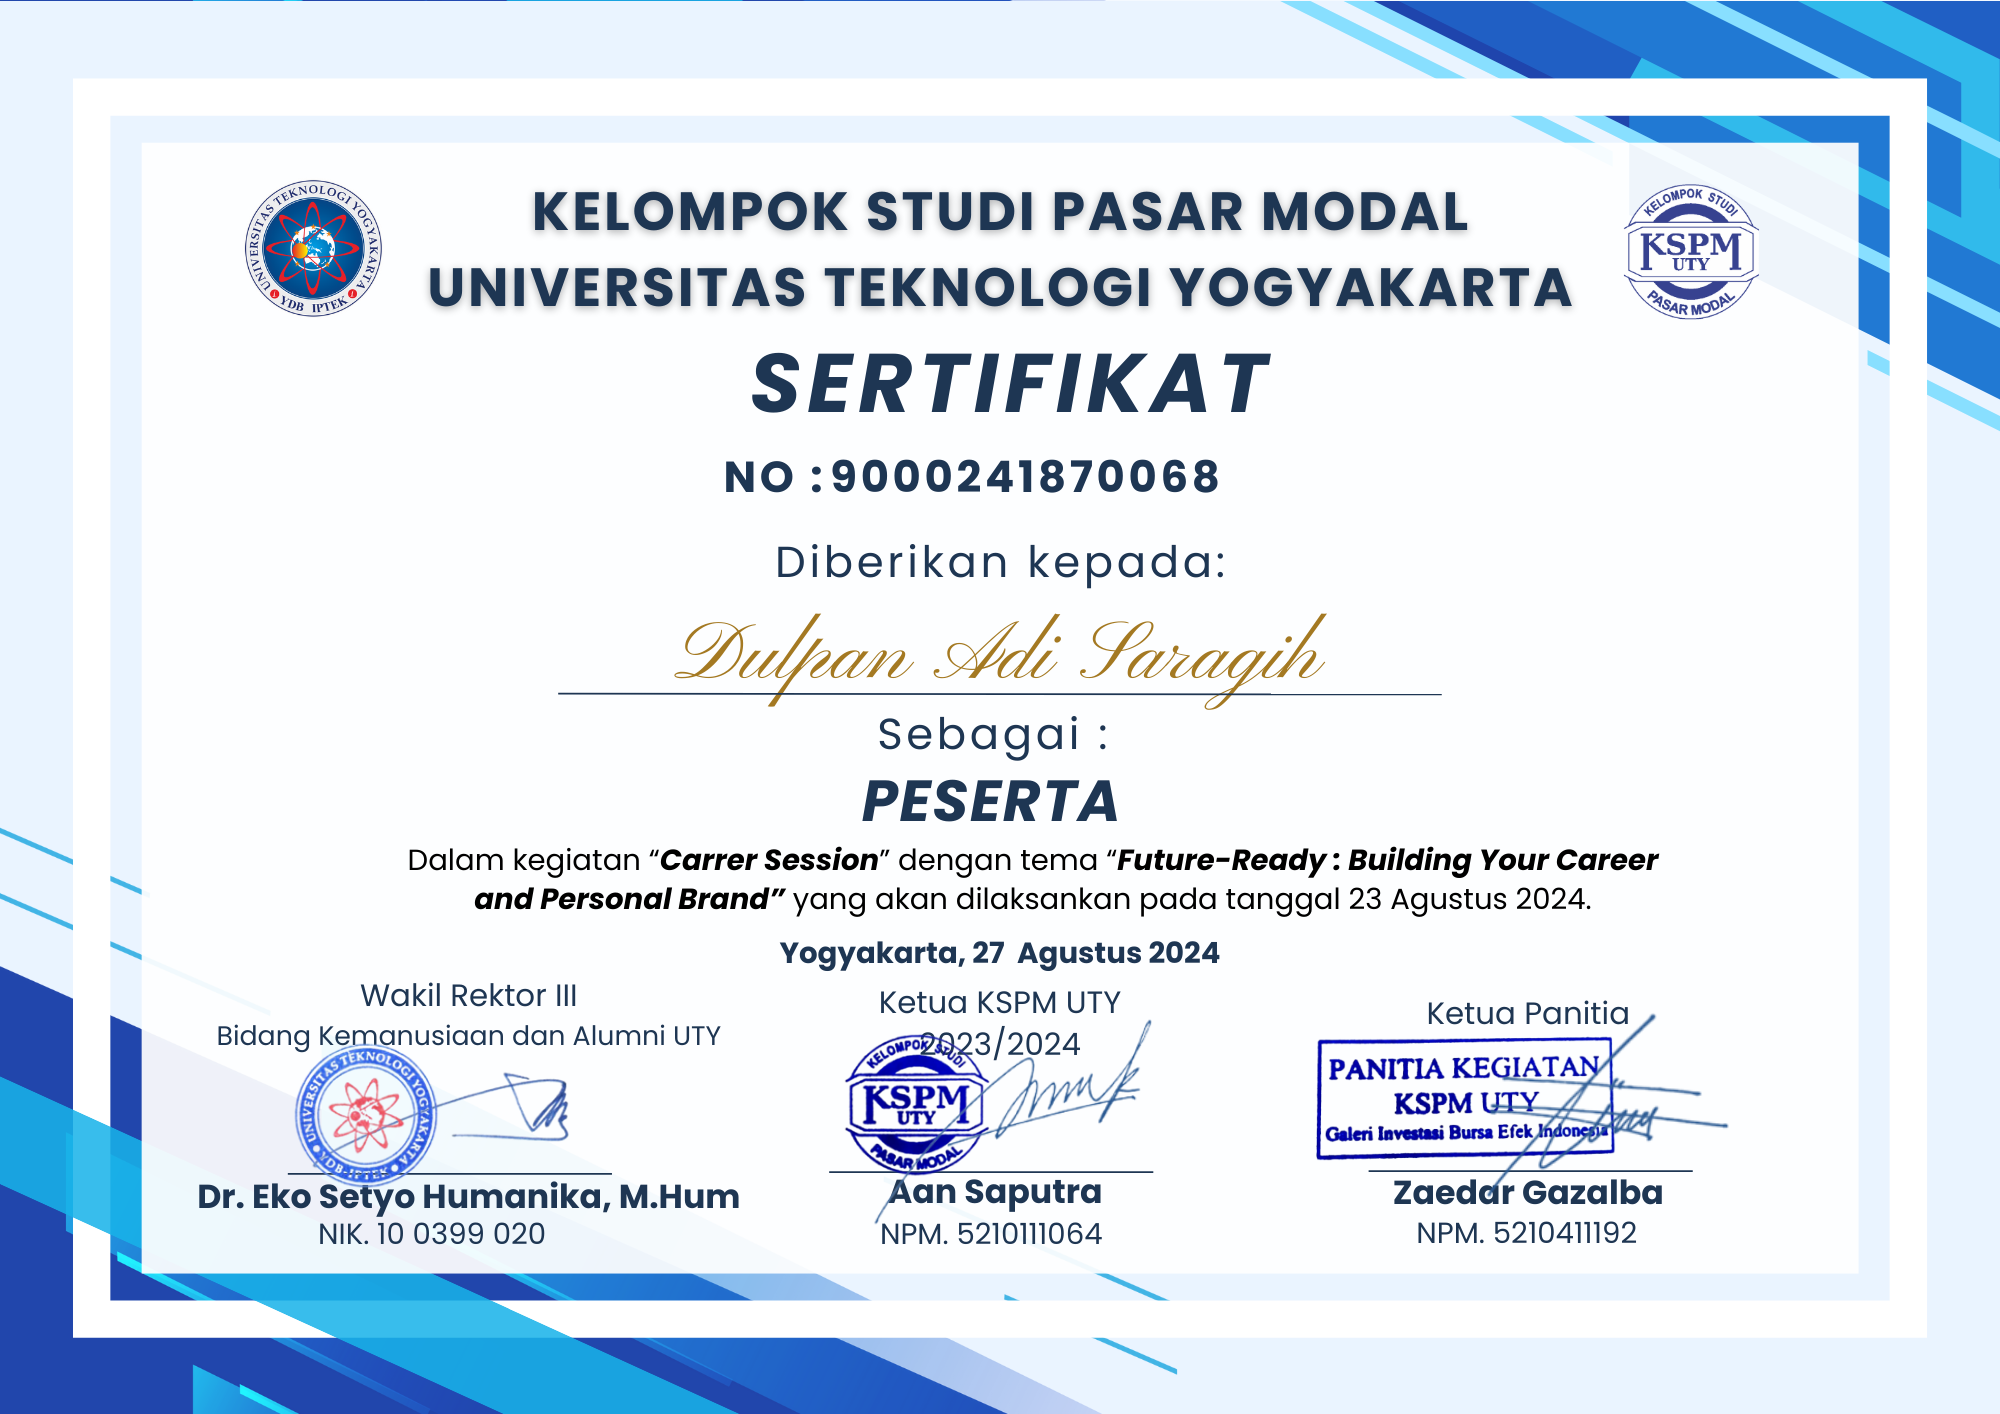 UNIVERSITAS TEKNOLOGI YOGYAKARTA
YDB IPTEK
KELOMPOK STUDI PASAR MODAL
UNIVERSITAS TEKNOLOGI YOGYAKARTA
KELOMPOK STUDI
KSPM
UTY
PASAR MODAL
SERTIFIKAT
NO : 9000241870068
Diberikan kepada:
Dulpan Adi Saragih
Sebagai :
PESERTA
Dalam kegiatan “Carrer Session” dengan tema “Future-Ready : Building Your Career
and Personal Brand” yang akan dilaksankan pada tanggal 23 Agustus 2024.
Yogyakarta, 27 Agustus 2024
Wakil Rektor III
Bidang Kemanusiaan dan Alumni UTY
UNIVERSITAS TEKNOLOGI YOGYAKARTA
YDB-IPTEK
Dr. Eko Setyo Humanika, M.Hum
NIK. 10 0399 020
Ketua KSPM UTY
2023/2024
KELOMPOK STUDI
KSPM
UTY
PASAR MODAL
Aan Saputra
NPM. 5210111064
Ketua Panitia
PANITIA KEGIATAN
KSPM UTY
Galeri Investasi Bursa Efek Indonesia
Zaedar Gazalba
NPM. 5210411192